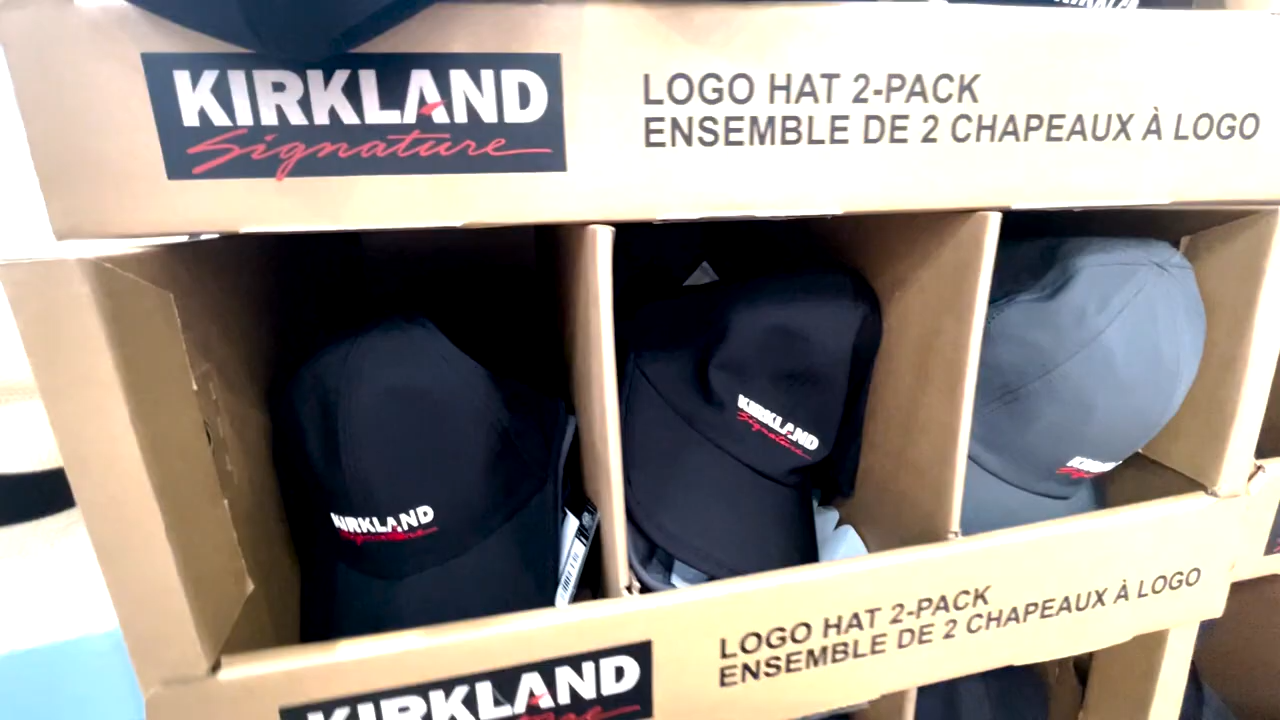 KIRKLAND
Signature
LOGO HAT 2-PACK
ENSEMBLE DE 2 CHAPEAUX À LOGO
KIRKLAND
Signature
KIRKLAND
Signature
KIRKLAND
LOGO HAT 2-PACK
ENSEMBLE DE 2 CHAPEAUX À LOGO
KIRKLAND